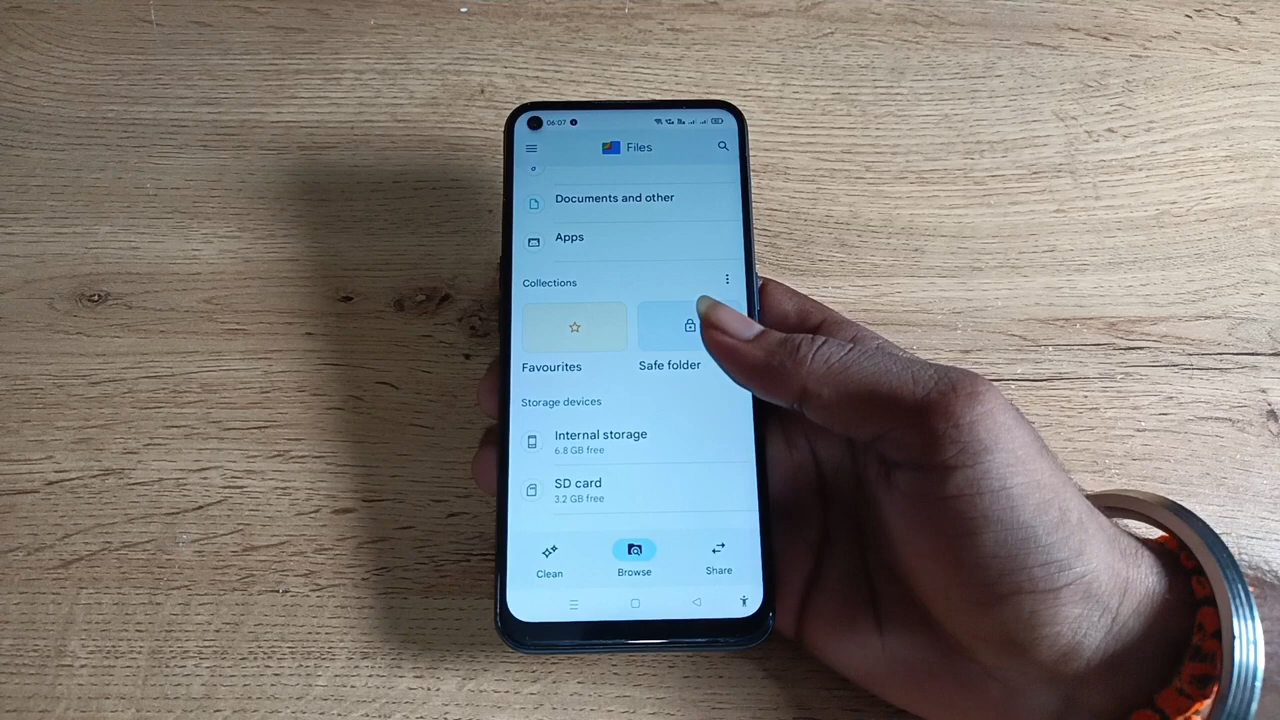 06:07
Files
Documents and other
Apps
Collections
Favourites
Safe folder
Storage devices
Internal storage
6.8 GB free
SD card
3.2 GB free
Clean
Browse
Share